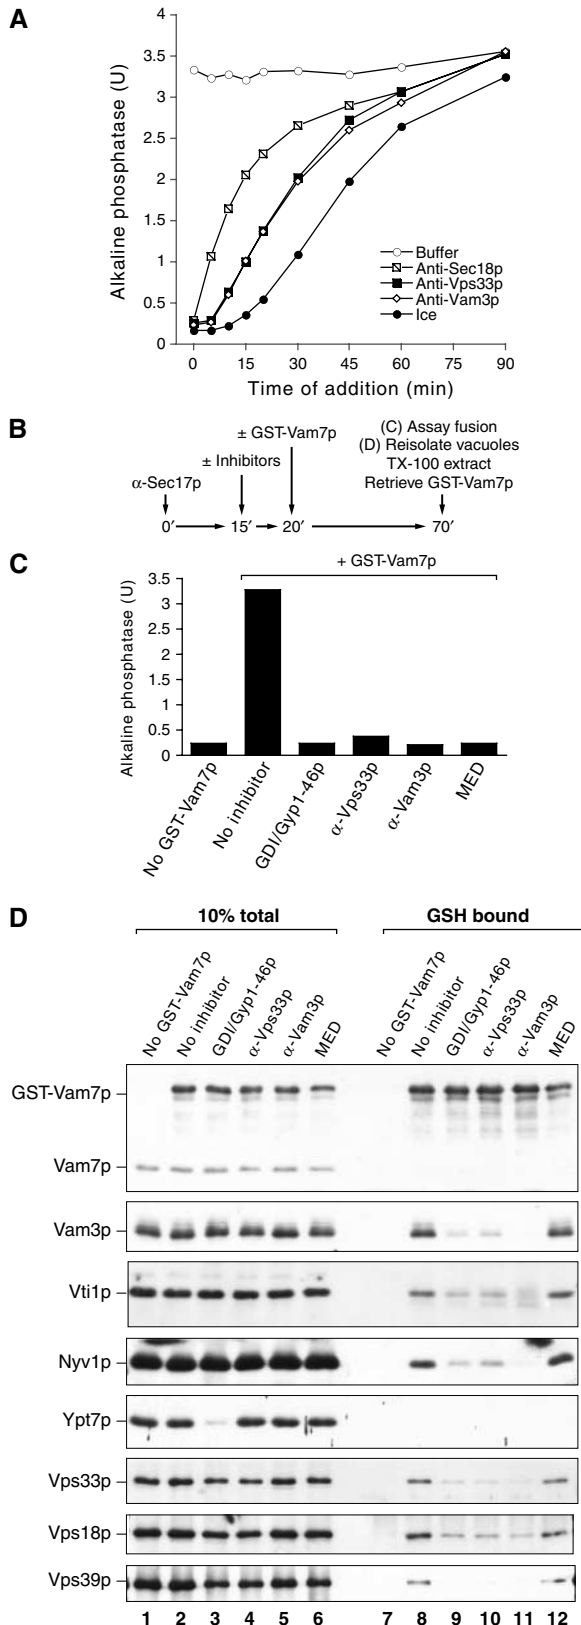 A
Alkaline phosphatase (U)
4
3.5
3
2.5
2
1.5
1
0.5
0
Buffer
Anti-Sec18p
Anti-Vps33p
Anti-Vam3p
Ice
0 15 30 45 60 75 90
Time of addition (min)
B
± GST-Vam7p
± Inhibitors
α-Sec17p
(C) Assay fusion
(D) Reisolate vacuoles
TX-100 extract
Retrieve GST-Vam7p
0′ 15′ 20′ 70′
C
+ GST-Vam7p
Alkaline phosphatase (U)
3.5
3
2.5
2
1.5
1
0.5
0
No GST-Vam7p
No inhibitor
GDI/Gyp1-46p
α-Vps33p
α-Vam3p
MED
D
10% total GSH bound
No GST-Vam7p
No inhibitor
GDI/Gyp1-46p
α-Vps33p
α-Vam3p
MED
No GST-Vam7p
No inhibitor
GDI/Gyp1-46p
α-Vps33p
α-Vam3p
MED
GST-Vam7p
Vam7p
Vam3p
Vti1p
Nyv1p
Ypt7p
Vps33p
Vps18p
Vps39p
1 2 3 4 5 6 7 8 9 10 11 12